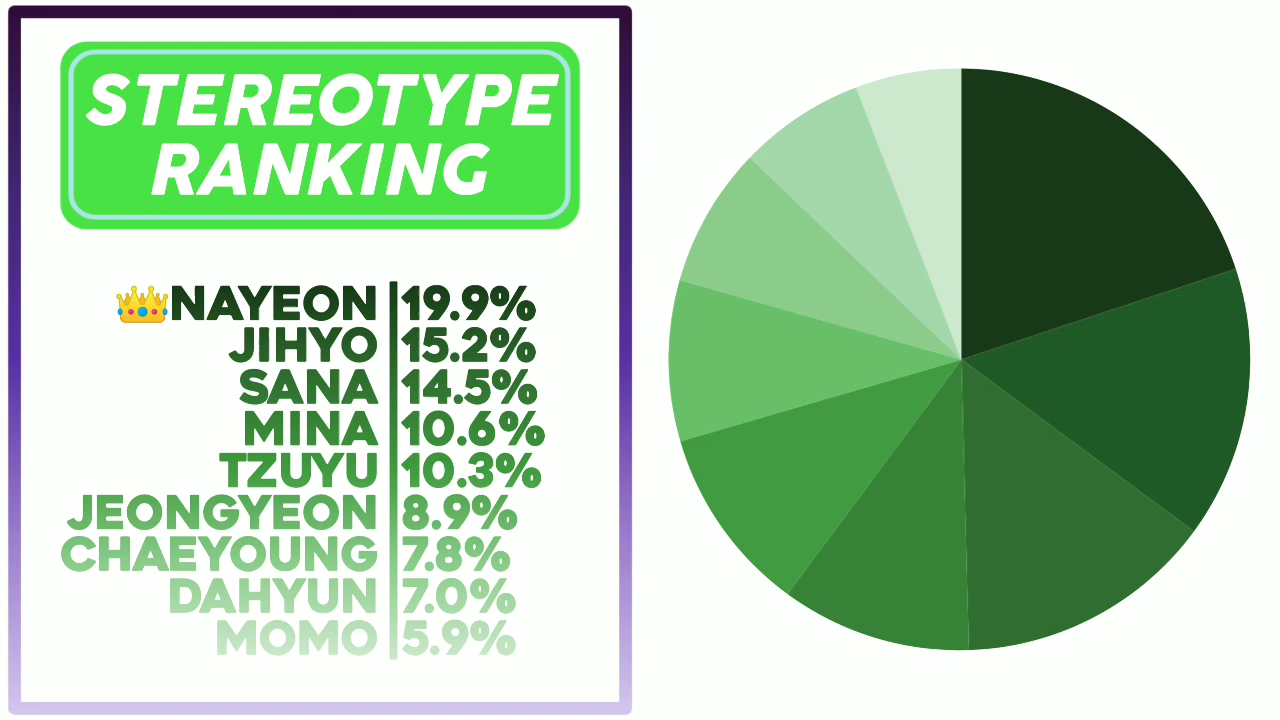 STEREOTYPE
RANKING
👑NAYEON 19.9%
JIHYO 15.2%
SANA 14.5%
MINA 10.6%
TZUYU 10.3%
JEONGYEON 8.9%
CHAEYOUNG 7.8%
DAHYUN 7.0%
MOMO 5.9%